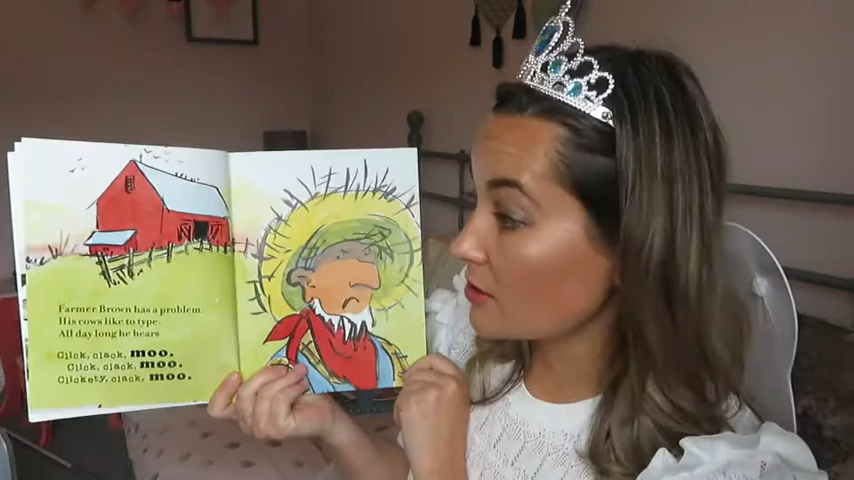 Farmer Brown has a problem.
His cows like to type.
All day long he hears
Click, clack, moo.
Click, clack, moo.
Clickety, clack, moo.